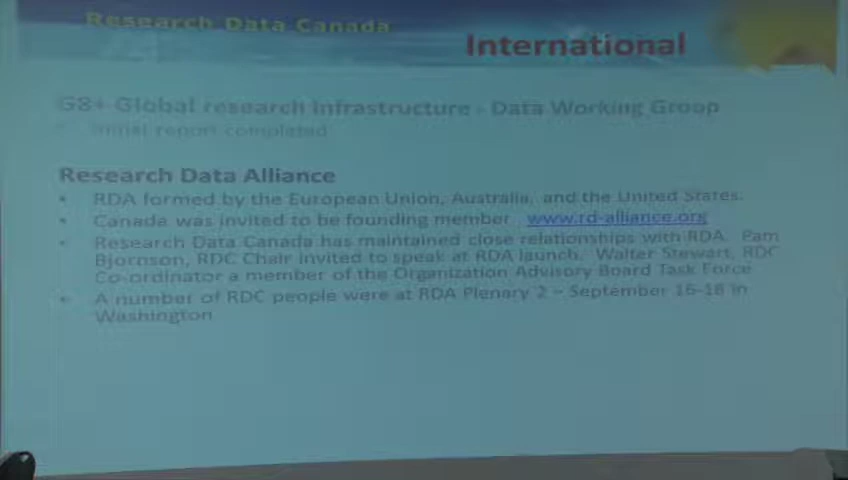 Research Data Canada
International
G8+ Global research infrastructure - Data Working Group
• Initial report completed
Research Data Alliance
• RDA formed by the European Union, Australia, and the United States.
• Canada was invited to be founding member www.rd-alliance.org
• Research Data Canada has maintained close relationships with RDA. Pam
Bjornson, RDC Chair invited to speak at RDA launch. Walter Stewart, RDC
Co-ordinator a member of the Organization Advisory Board Task Force
• A number of RDC people were at RDA Plenary 2 – September 16-18 in
Washington